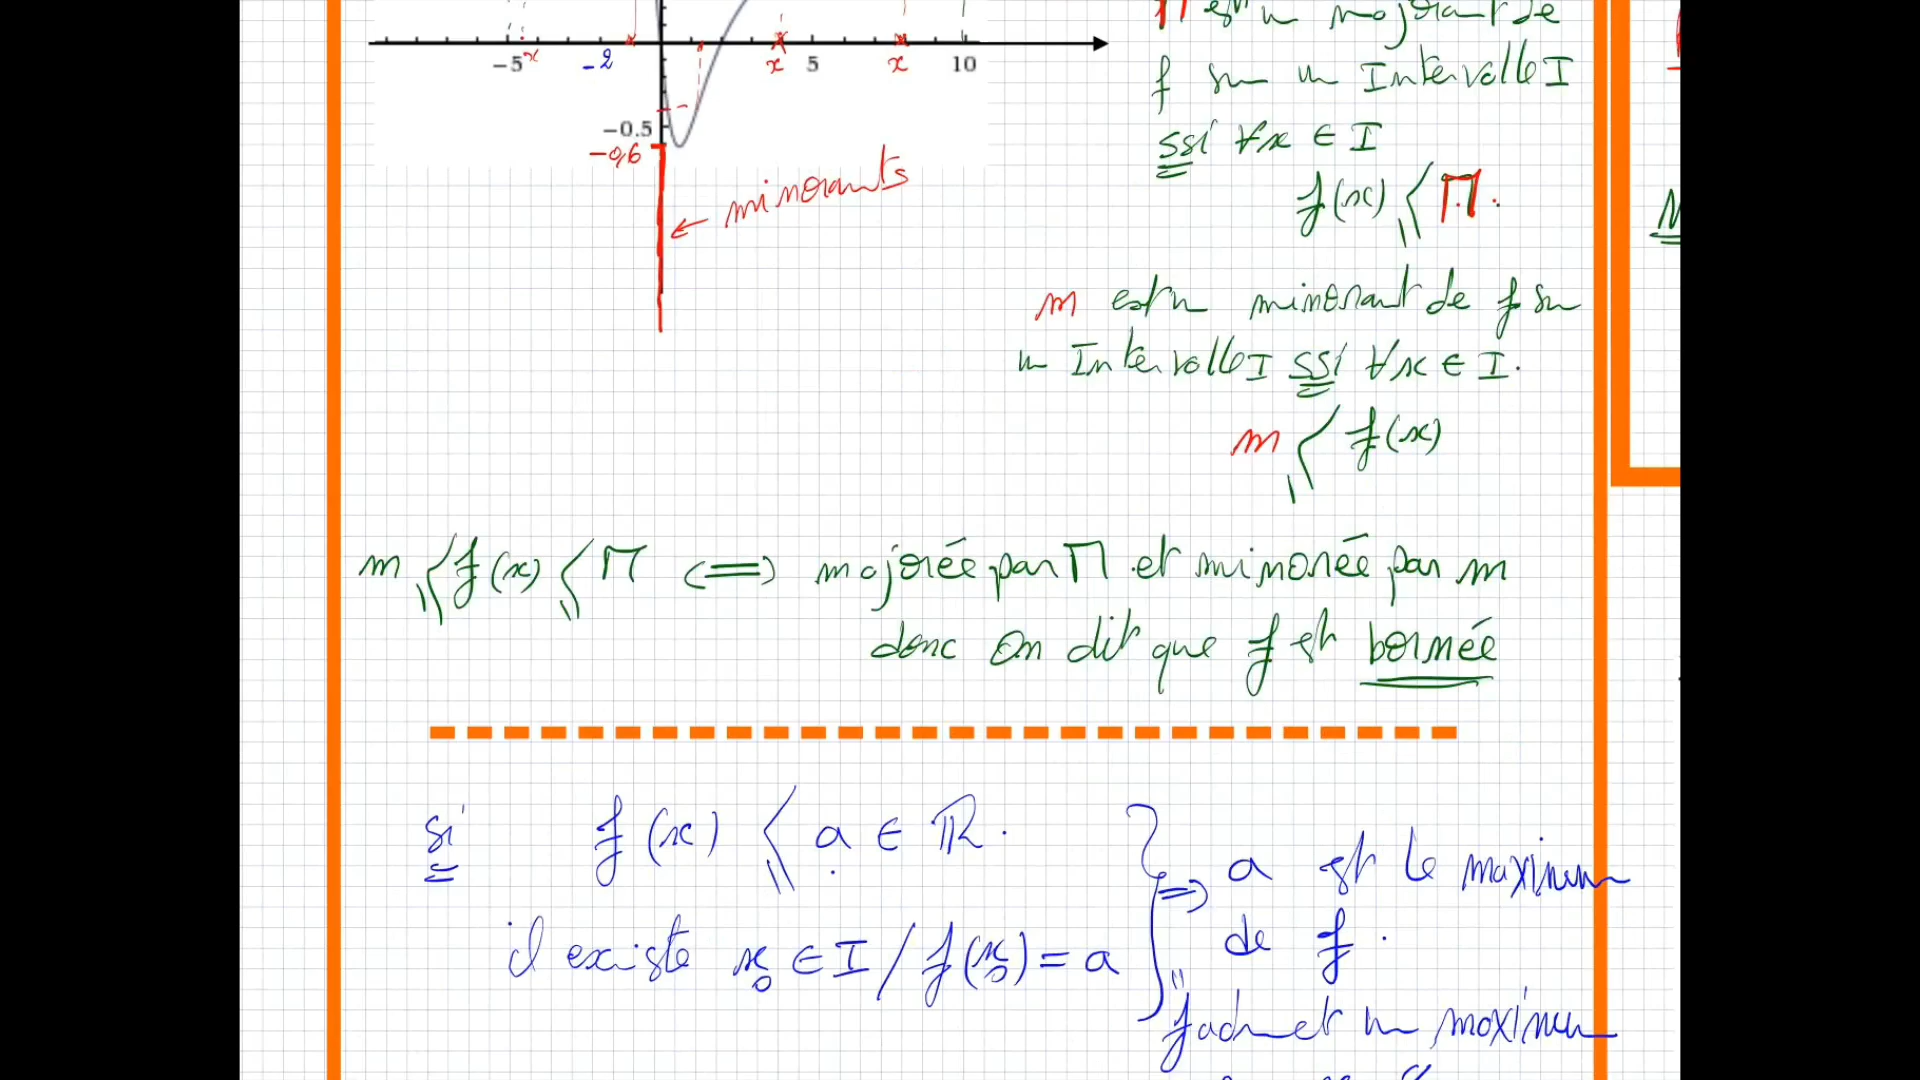 M est un majorant de
f sur un Intervalle I
ssi ∀x ∈ I
f(x) ⩽ M.
-5 x -2 x 5 x 10
-0.5
-0,6
← minorants
m est un minorant de f sur
un Intervalle I ssi ∀x ∈ I.
m ⩽ f(x)
m ⩽ f(x) ⩽ M <=> majorée par M et minorée par m
donc on dit que f est bornée
si f(x) ⩽ a ∈ ℝ.
il existe x₀ ∈ I / f(x₀) = a
=> a est le maximum
de f.
f admet un maximum